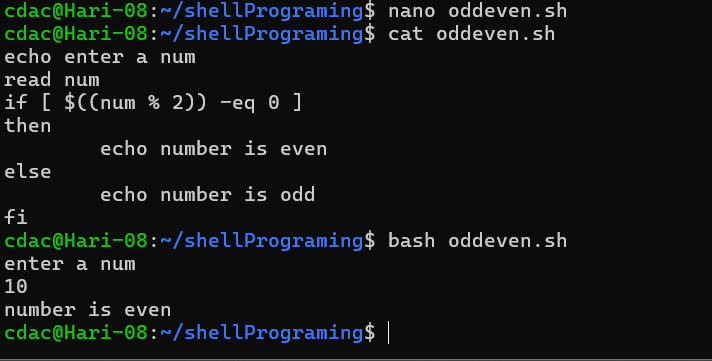 cdac@Hari-08:~/shellPrograming$ nano oddeven.sh
cdac@Hari-08:~/shellPrograming$ cat oddeven.sh
echo enter a num
read num
if [ $((num % 2)) -eq 0 ]
then
        echo number is even
else
        echo number is odd
fi
cdac@Hari-08:~/shellPrograming$ bash oddeven.sh
enter a num
10
number is even
cdac@Hari-08:~/shellPrograming$